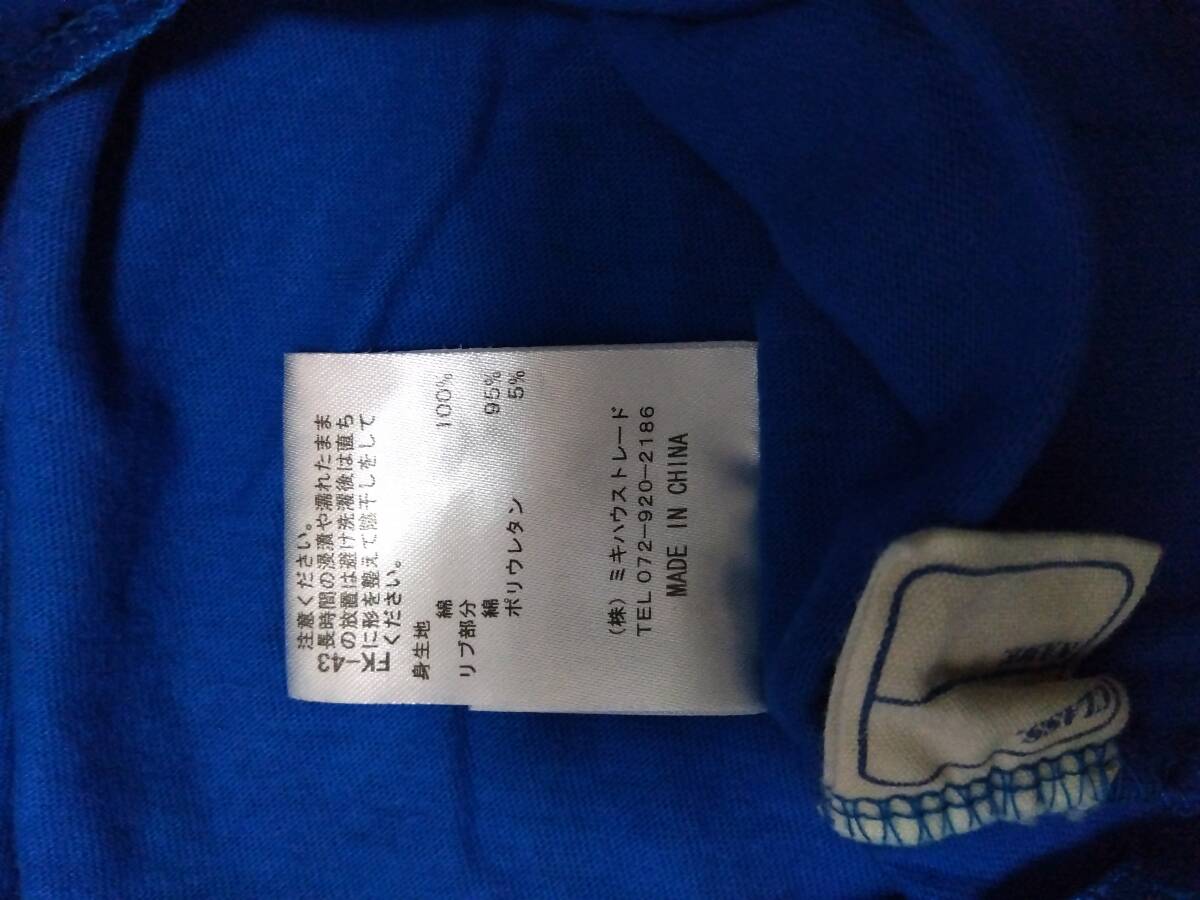 注意ください。
3長時間の浸漬や濡れたまま
の放置は避け洗濯後は直ち
に形を整えて陰干しをして
ください。
身生地
綿 100%
リブ部分
綿 95%
ポリウレタン 5%
(株) ミキハウストレード
TEL 072-920-2186
MADE IN CHINA
CLASS
NAME